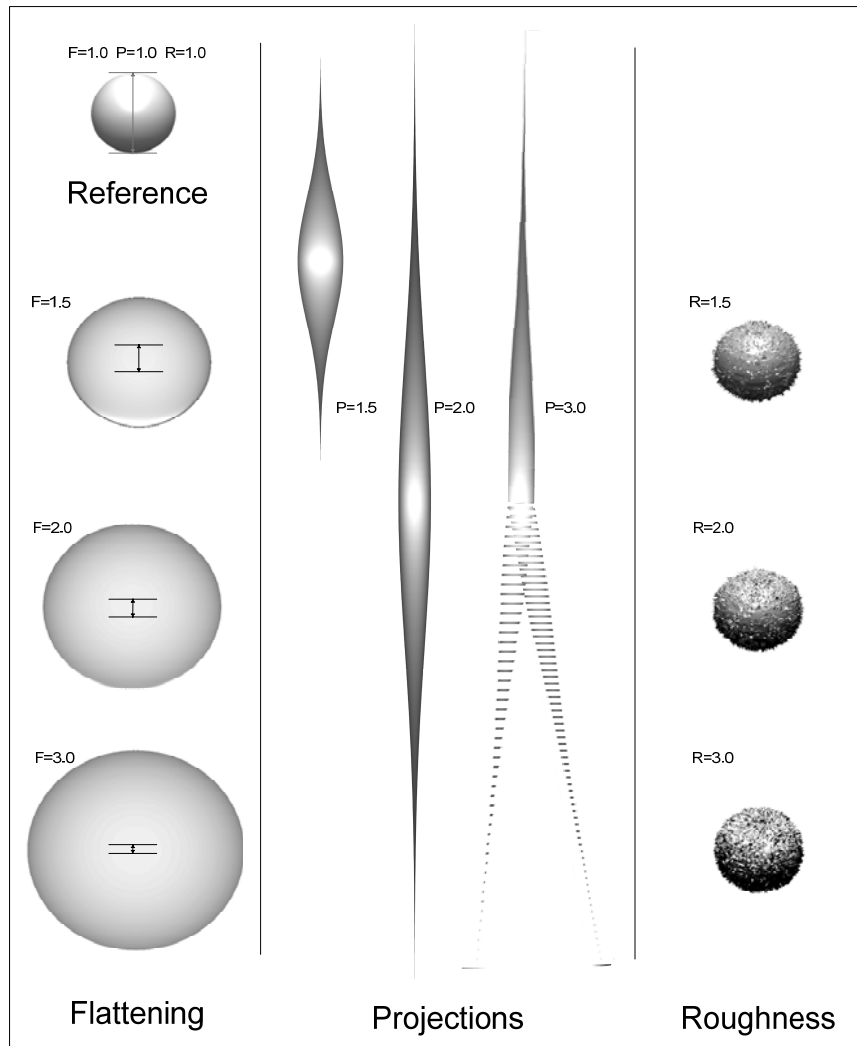 F=1.0 P=1.0 R=1.0
Reference
F=1.5
F=2.0
F=3.0
Flattening
P=1.5
P=2.0
P=3.0
Projections
R=1.5
R=2.0
R=3.0
Roughness